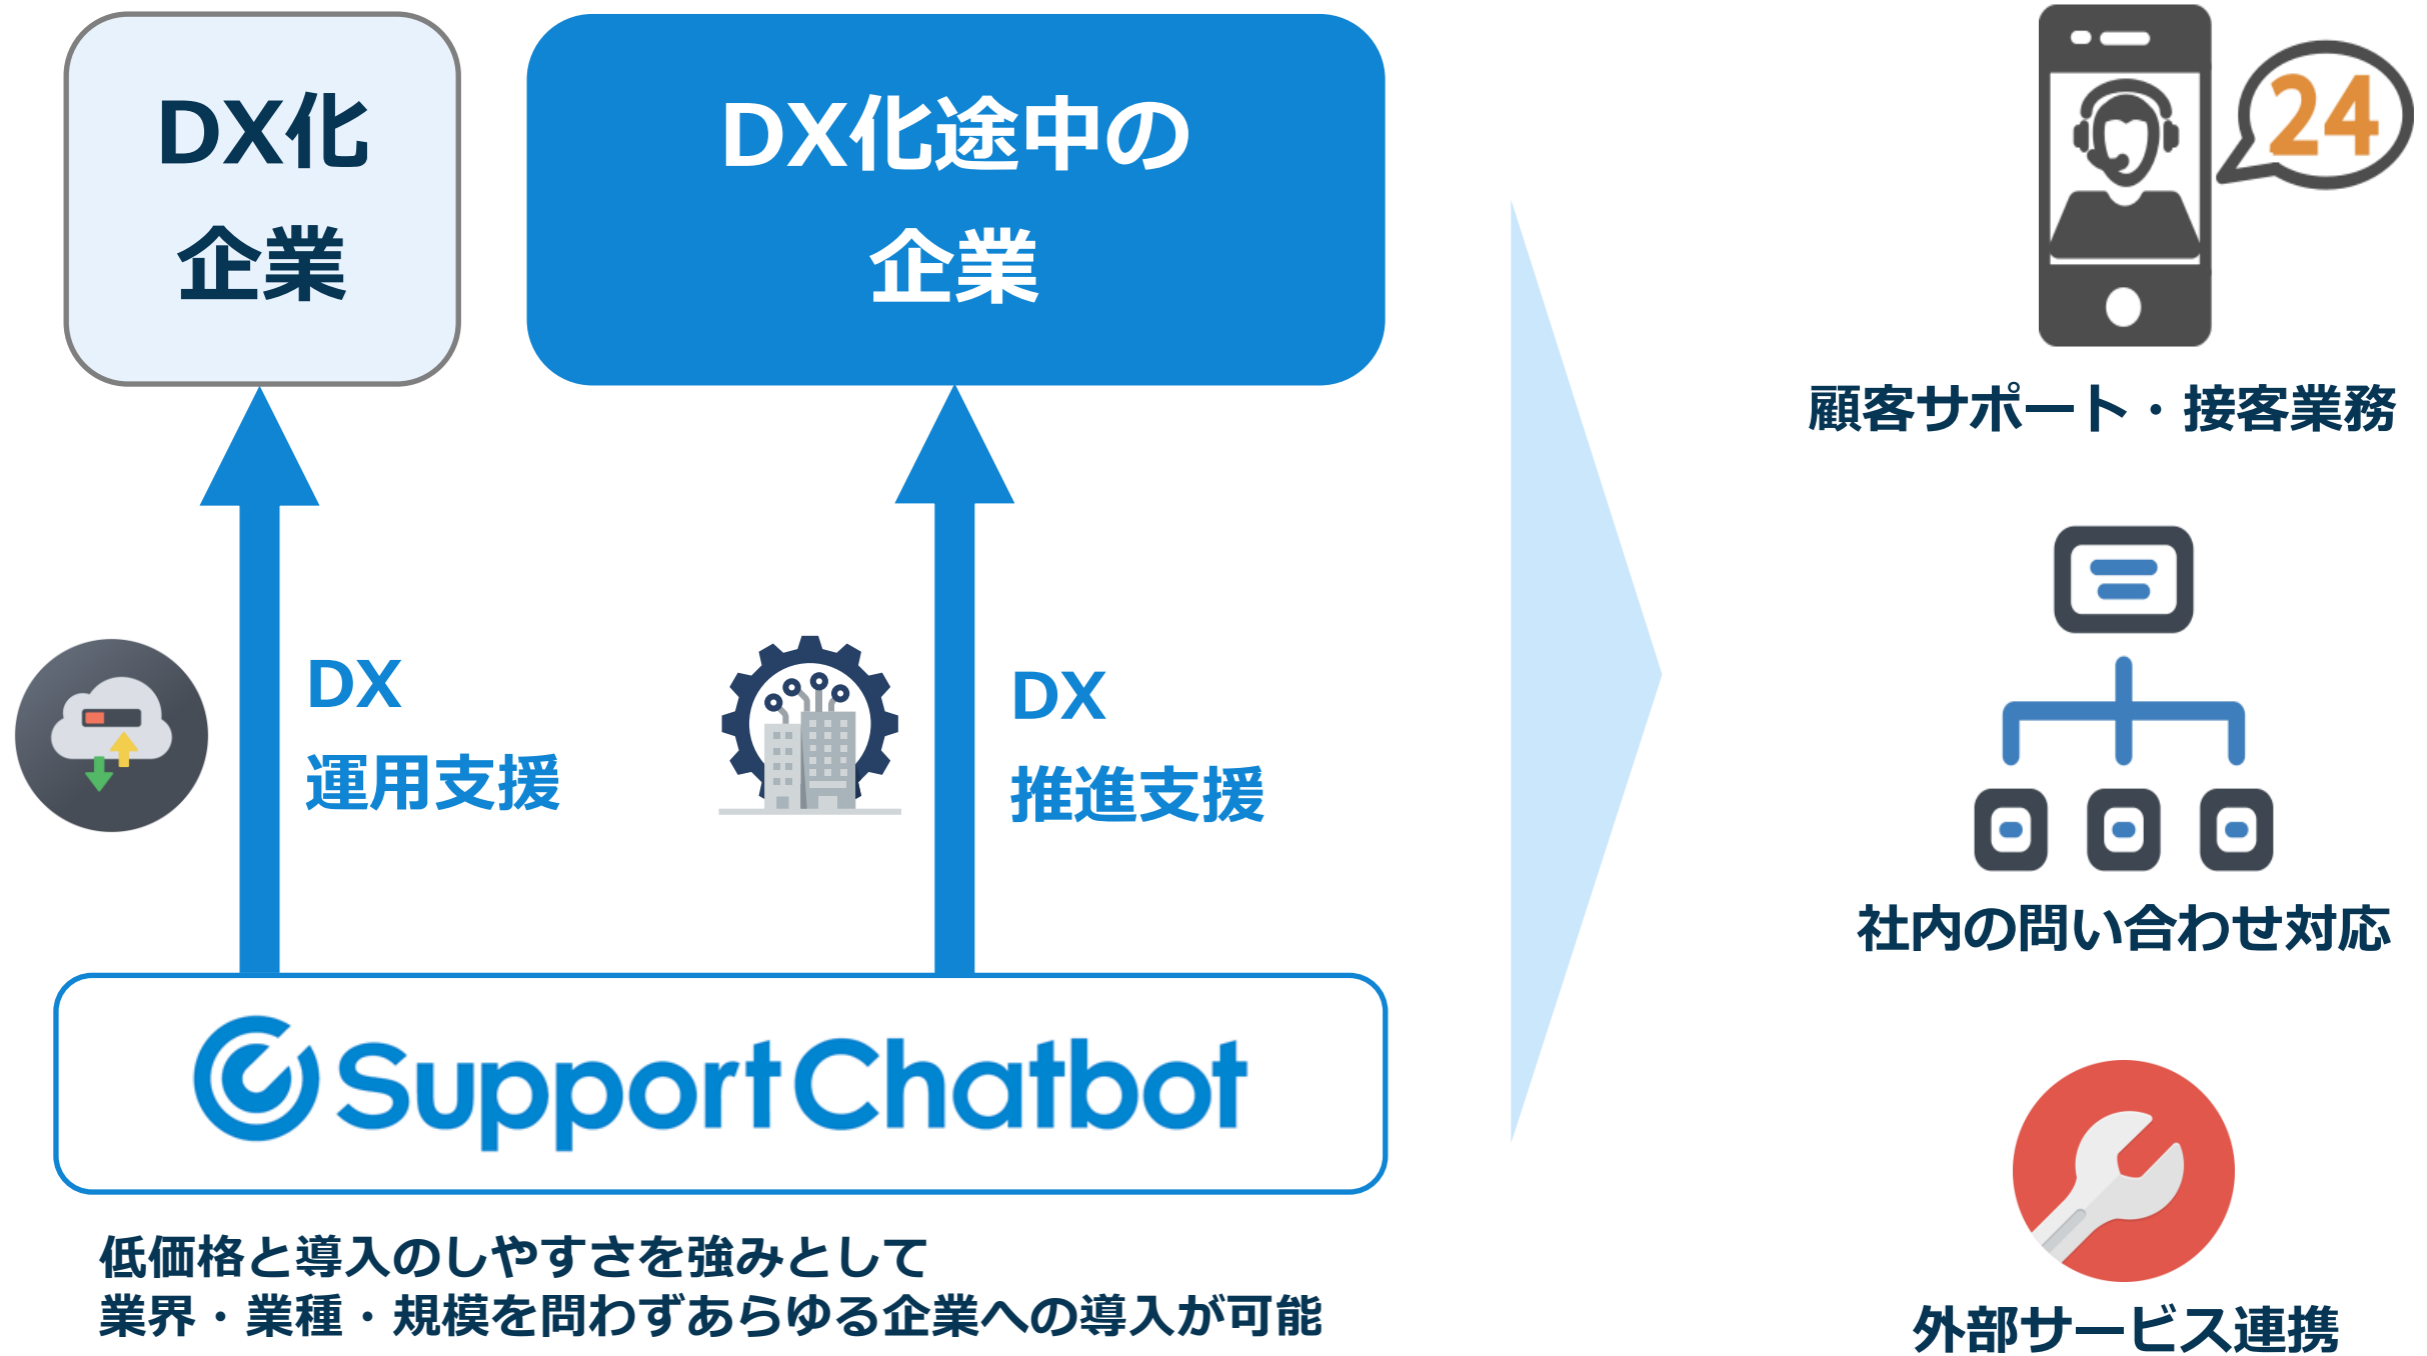 DX化
企業
DX化途中の
企業
DX
運用支援
DX
推進支援
Support Chatbot
低価格と導入のしやすさを強みとして
業界・業種・規模を問わずあらゆる企業への導入が可能
24
顧客サポート・接客業務
社内の問い合わせ対応
外部サービス連携